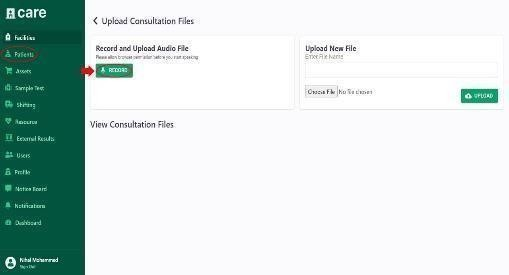 care
Facilities
Patients
Assets
Sample Test
Shifting
Resource
External Results
Users
Profile
Notice Board
Notifications
Dashboard
Nihal Mohammad
Sign Out
Upload Consultation Files
Record and Upload Audio File
Please allow browser permission before you start speaking
RECORD
Upload New File
Enter File Name
Choose File No file chosen
UPLOAD
View Consultation Files